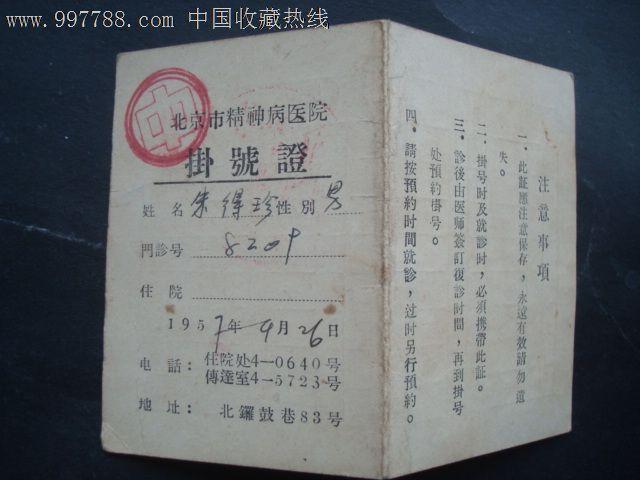 www.997788.com 中国收藏热线
中
北京市精神病医院
掛號證
姓名 朱得珍 性别 男
門診号 8209
住院
1957年4月26日
电話: 住院处4—0640号
傳達室4—5723号
地址: 北鑼鼓巷83号
注意事項
一、此証應注意保存，永远有效請勿遺
失。
二、掛号时及就診时，必須携帶此証。
三、診後由医师簽訂復診时間，再到掛号
处預約掛号。
四、請按預約时間就診，过时另行預約。